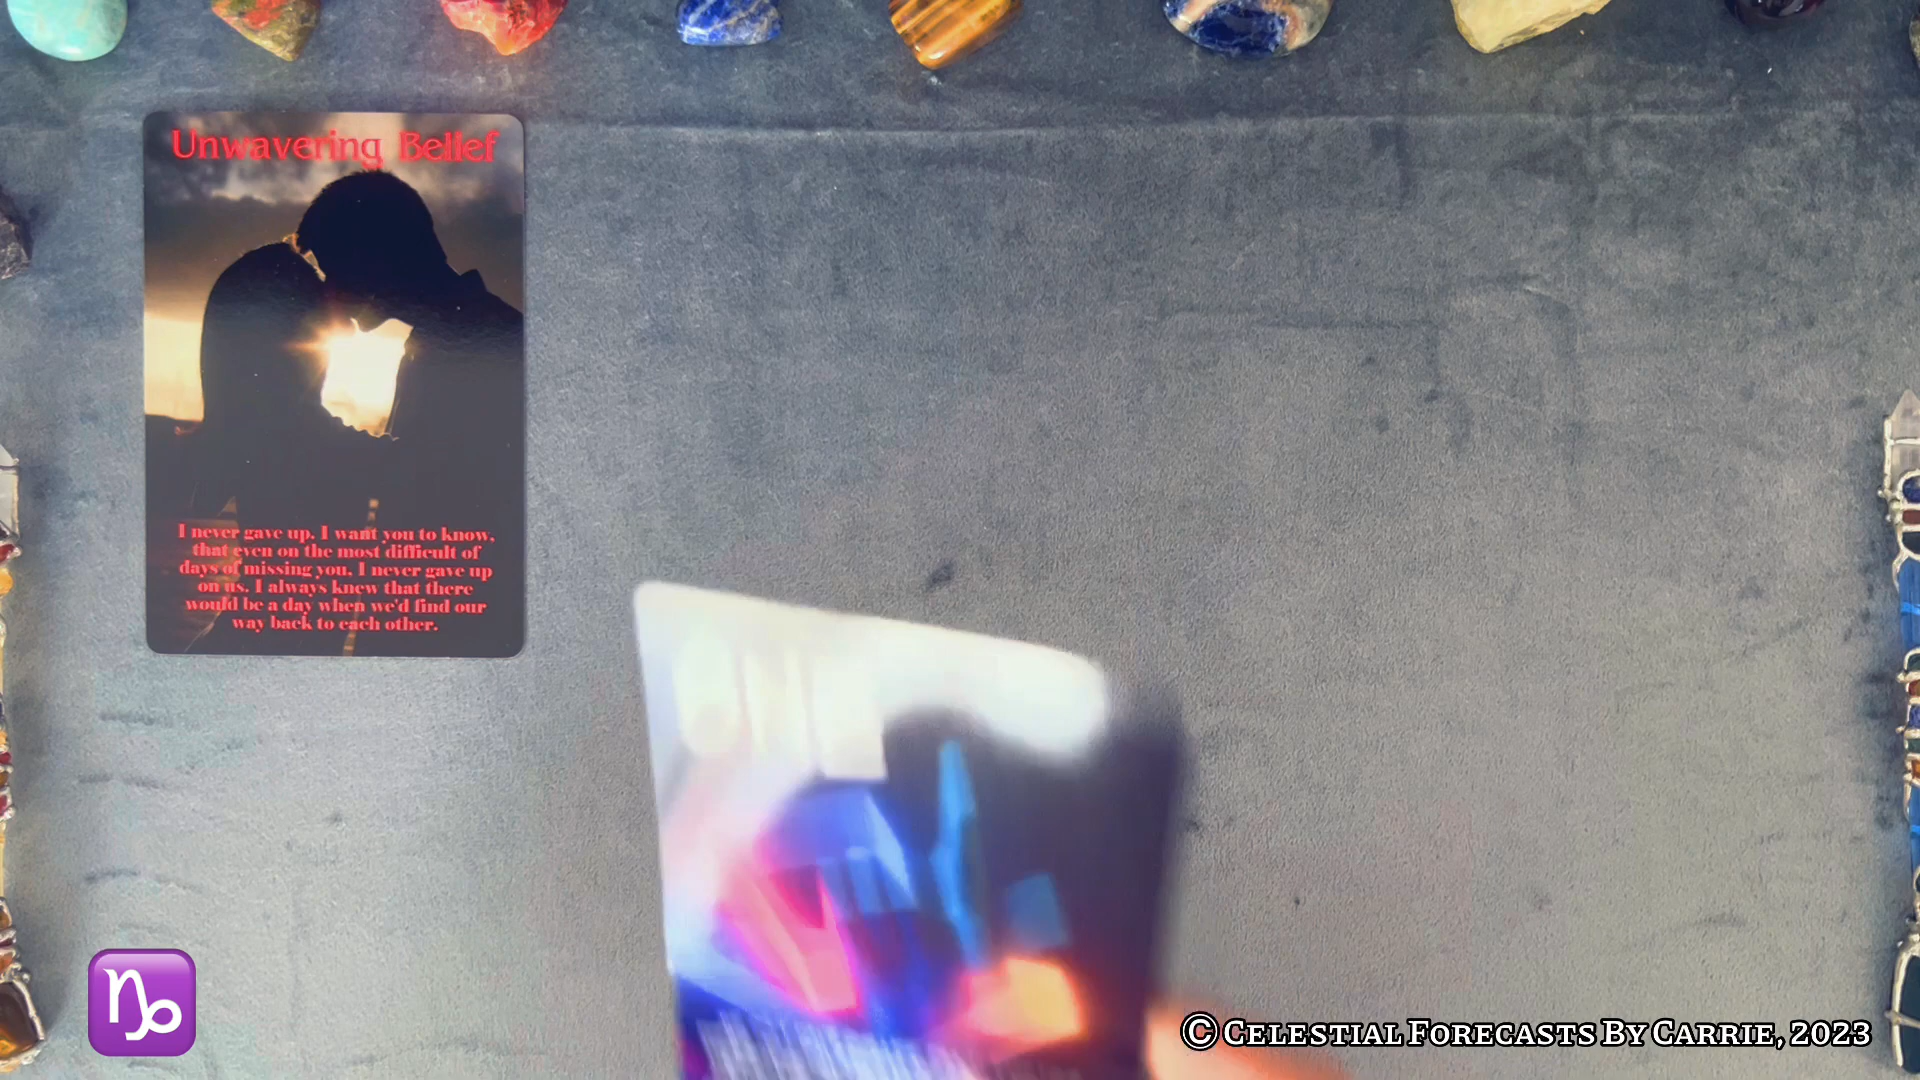 Unwavering Belief
I never gave up. I want you to know,
that even on the most difficult of
days of missing you, I never gave up
on us. I always knew that there
would be a day when we'd find our
way back to each other.
© Celestial Forecasts By Carrie, 2023